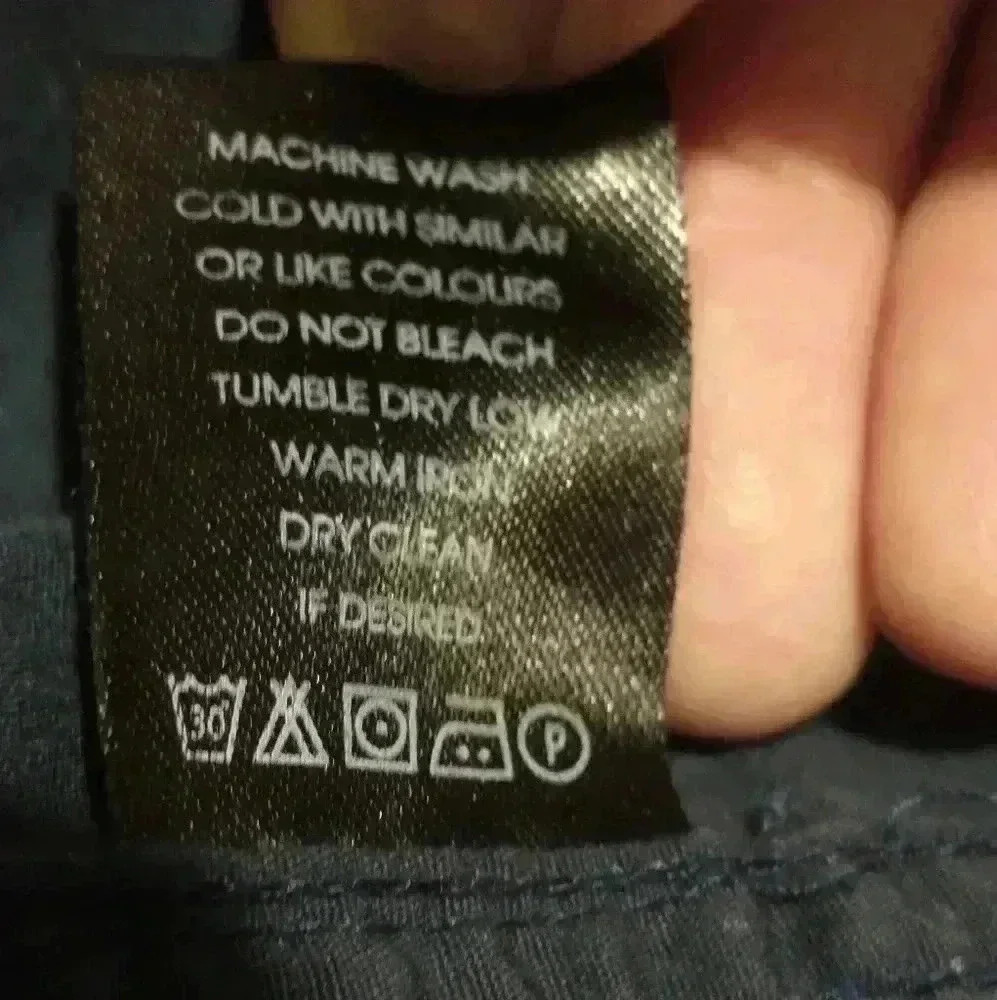 MACHINE WASH
COLD WITH SIMILAR
OR LIKE COLOURS
DO NOT BLEACH
TUMBLE DRY LOW
WARM IRON
DRY CLEAN
IF DESIRED.
30 P